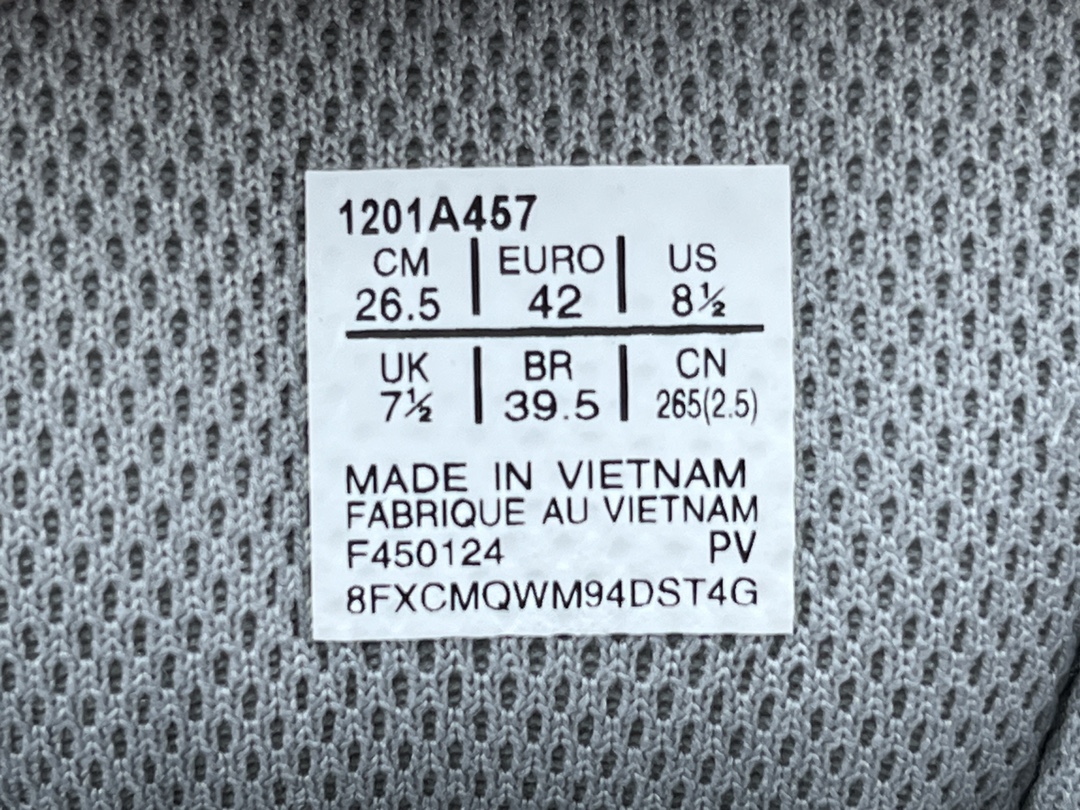 1201A457
CM | EURO | US
26.5 | 42 | 8½
UK | BR | CN
7½ | 39.5 | 265(2.5)
MADE IN VIETNAM
FABRIQUE AU VIETNAM
F450124 PV
8FXCMQWM94DST4G